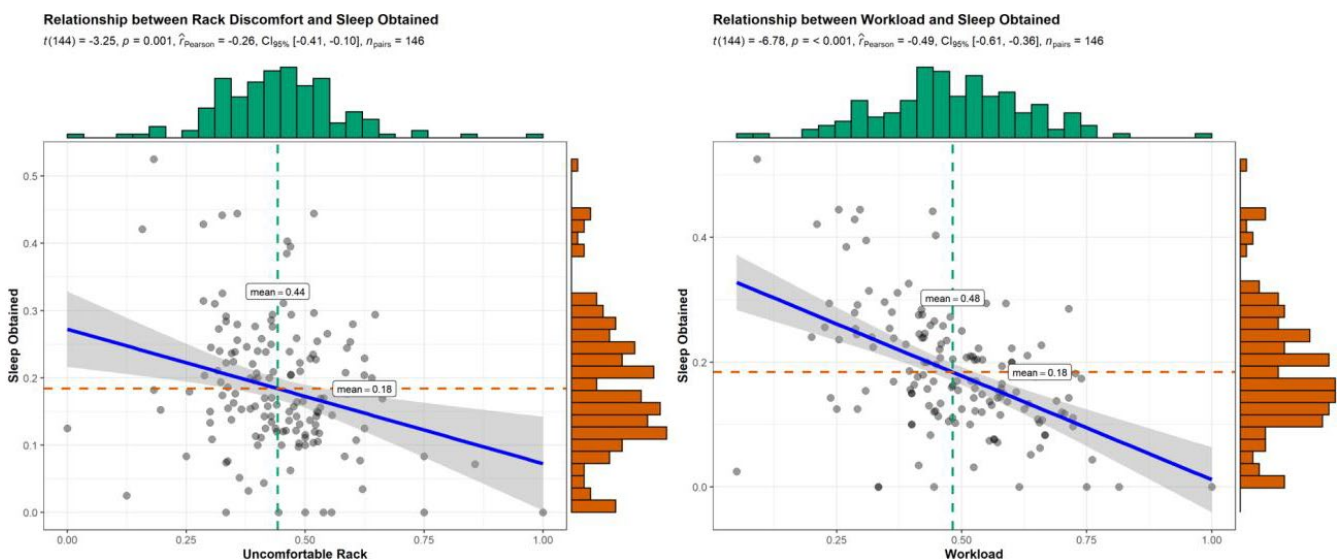 Relationship between Rack Discomfort and Sleep Obtained
t(144) = -3.25, p = 0.001, r̂Pearson = -0.26, CI95% [-0.41, -0.10], npairs = 146
0.5
0.4
mean = 0.44
0.3
0.2
mean = 0.18
0.1
0.0
Sleep Obtained
0.00 0.25 0.50 0.75 1.00
Uncomfortable Rack
Relationship between Workload and Sleep Obtained
t(144) = -6.78, p = < 0.001, r̂Pearson = -0.49, CI95% [-0.61, -0.36], npairs = 146
0.4
mean = 0.48
0.2
mean = 0.18
0.0
Sleep Obtained
0.25 0.50 0.75 1.00
Workload